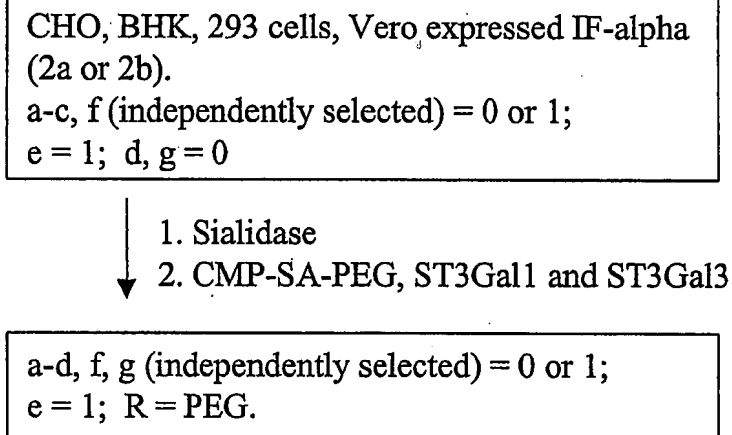 CHO, BHK, 293 cells, Vero expressed IF-alpha
(2a or 2b).
a-c, f (independently selected) = 0 or 1;
e = 1; d, g = 0
1. Sialidase
2. CMP-SA-PEG, ST3Gal1 and ST3Gal3
a-d, f, g (independently selected) = 0 or 1;
e = 1; R = PEG.